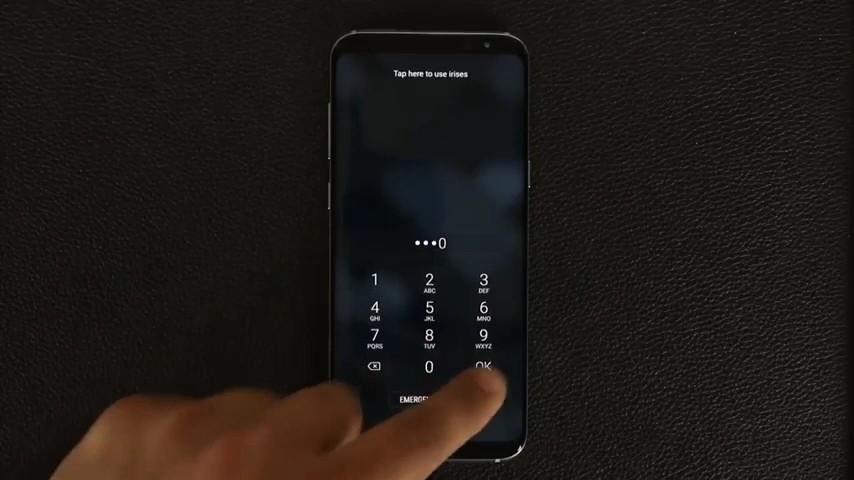 Tap here to use irises
•••0
1 2 3
ABC DEF
4 5 6
GHI JKL MNO
7 8 9
PQRS TUV WXYZ
0 OK